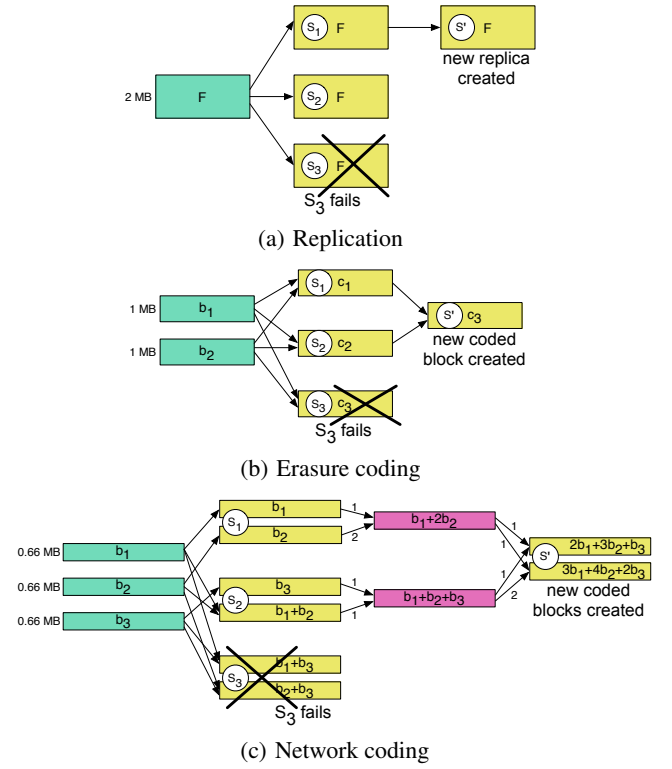 S1 F
S' F
new replica
created
2 MB F
S2 F
S3 F
S3 fails
(a) Replication
S1 c1
1 MB b1
S' c3
new coded
block created
1 MB b2
S2 c2
S3 c3
S3 fails
(b) Erasure coding
b1
S1
b2
1
2
b1+2b2
1
1
0.66 MB b1
2b1+3b2+b3
S'
3b1+4b2+2b3
new coded
blocks created
0.66 MB b2
b3
S2
b1+b2
1
1
b1+b2+b3
1
2
0.66 MB b3
b1+b3
S3
b2+b3
S3 fails
(c) Network coding